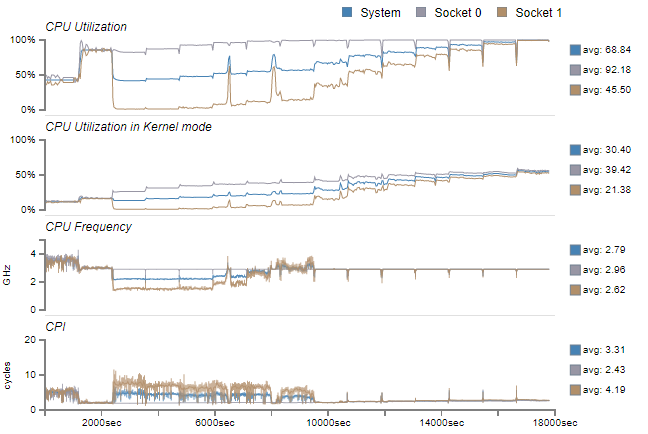 System Socket 0 Socket 1
CPU Utilization
100%
50%
0%
avg: 68.84
avg: 92.18
avg: 45.50
CPU Utilization in Kernel mode
100%
50%
0%
avg: 30.40
avg: 39.42
avg: 21.38
CPU Frequency
GHz
4
2
0
avg: 2.79
avg: 2.96
avg: 2.62
CPI
cycles
20
10
0
avg: 3.31
avg: 2.43
avg: 4.19
2000sec 6000sec 10000sec 14000sec 18000sec